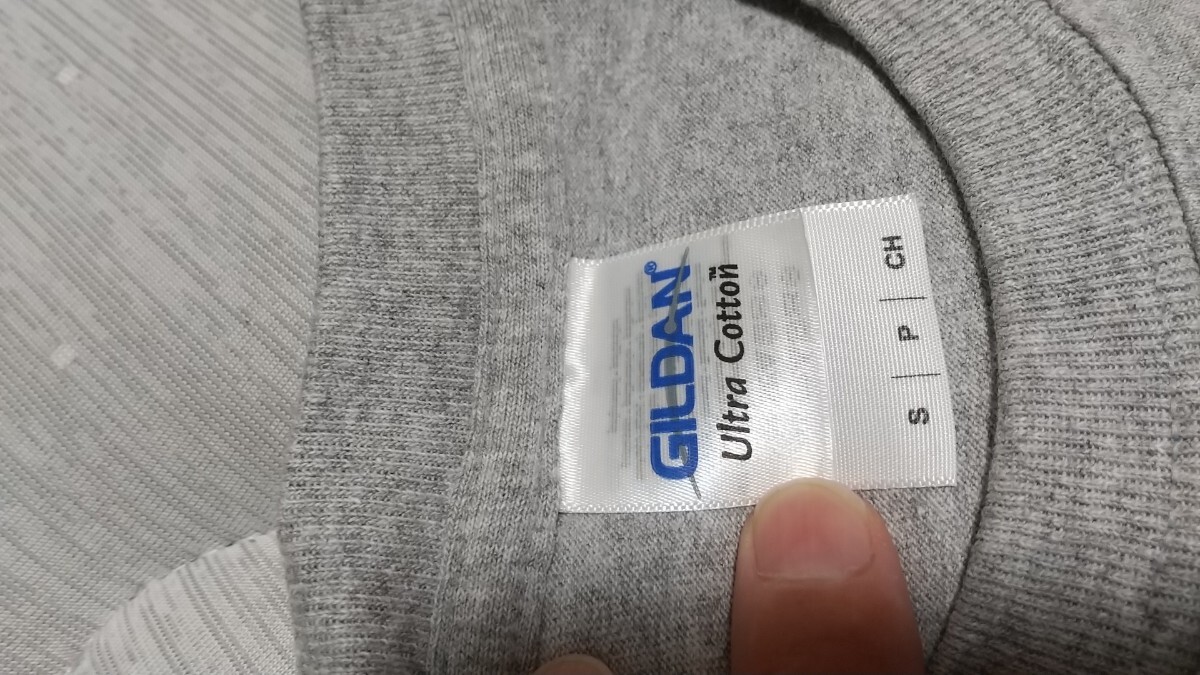 GILDAN®
Ultra Cotton™
S | P | CH